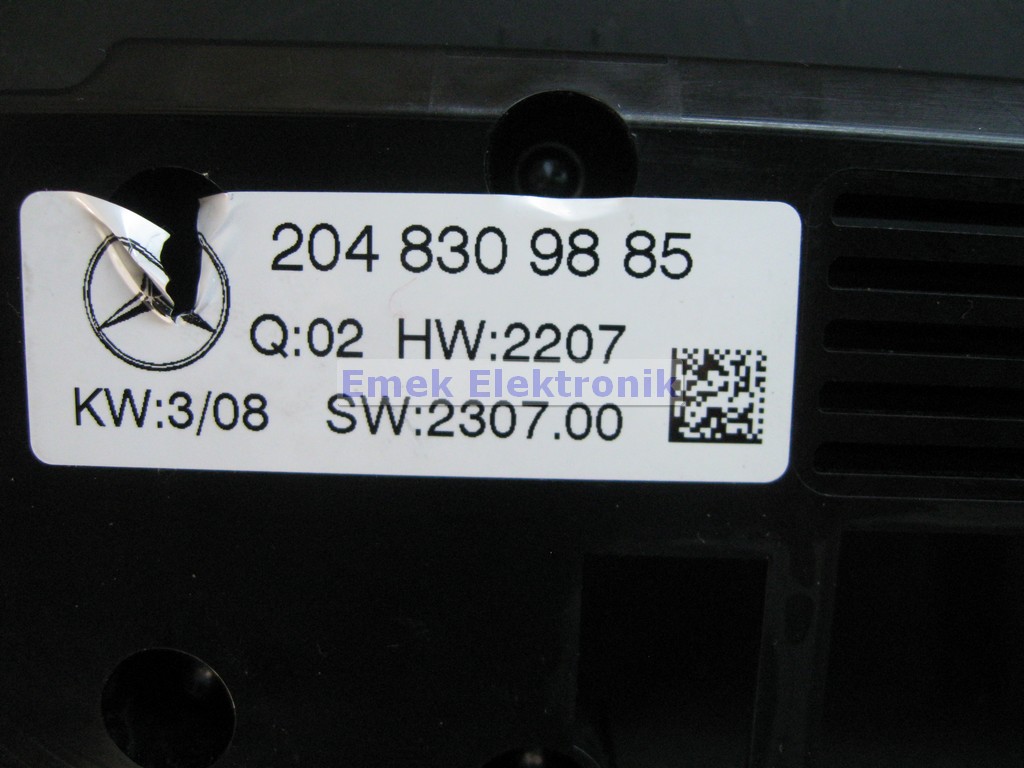 204 830 98 85
Q:02 HW:2207
Emek Elektronik
KW:3/08 SW:2307.00